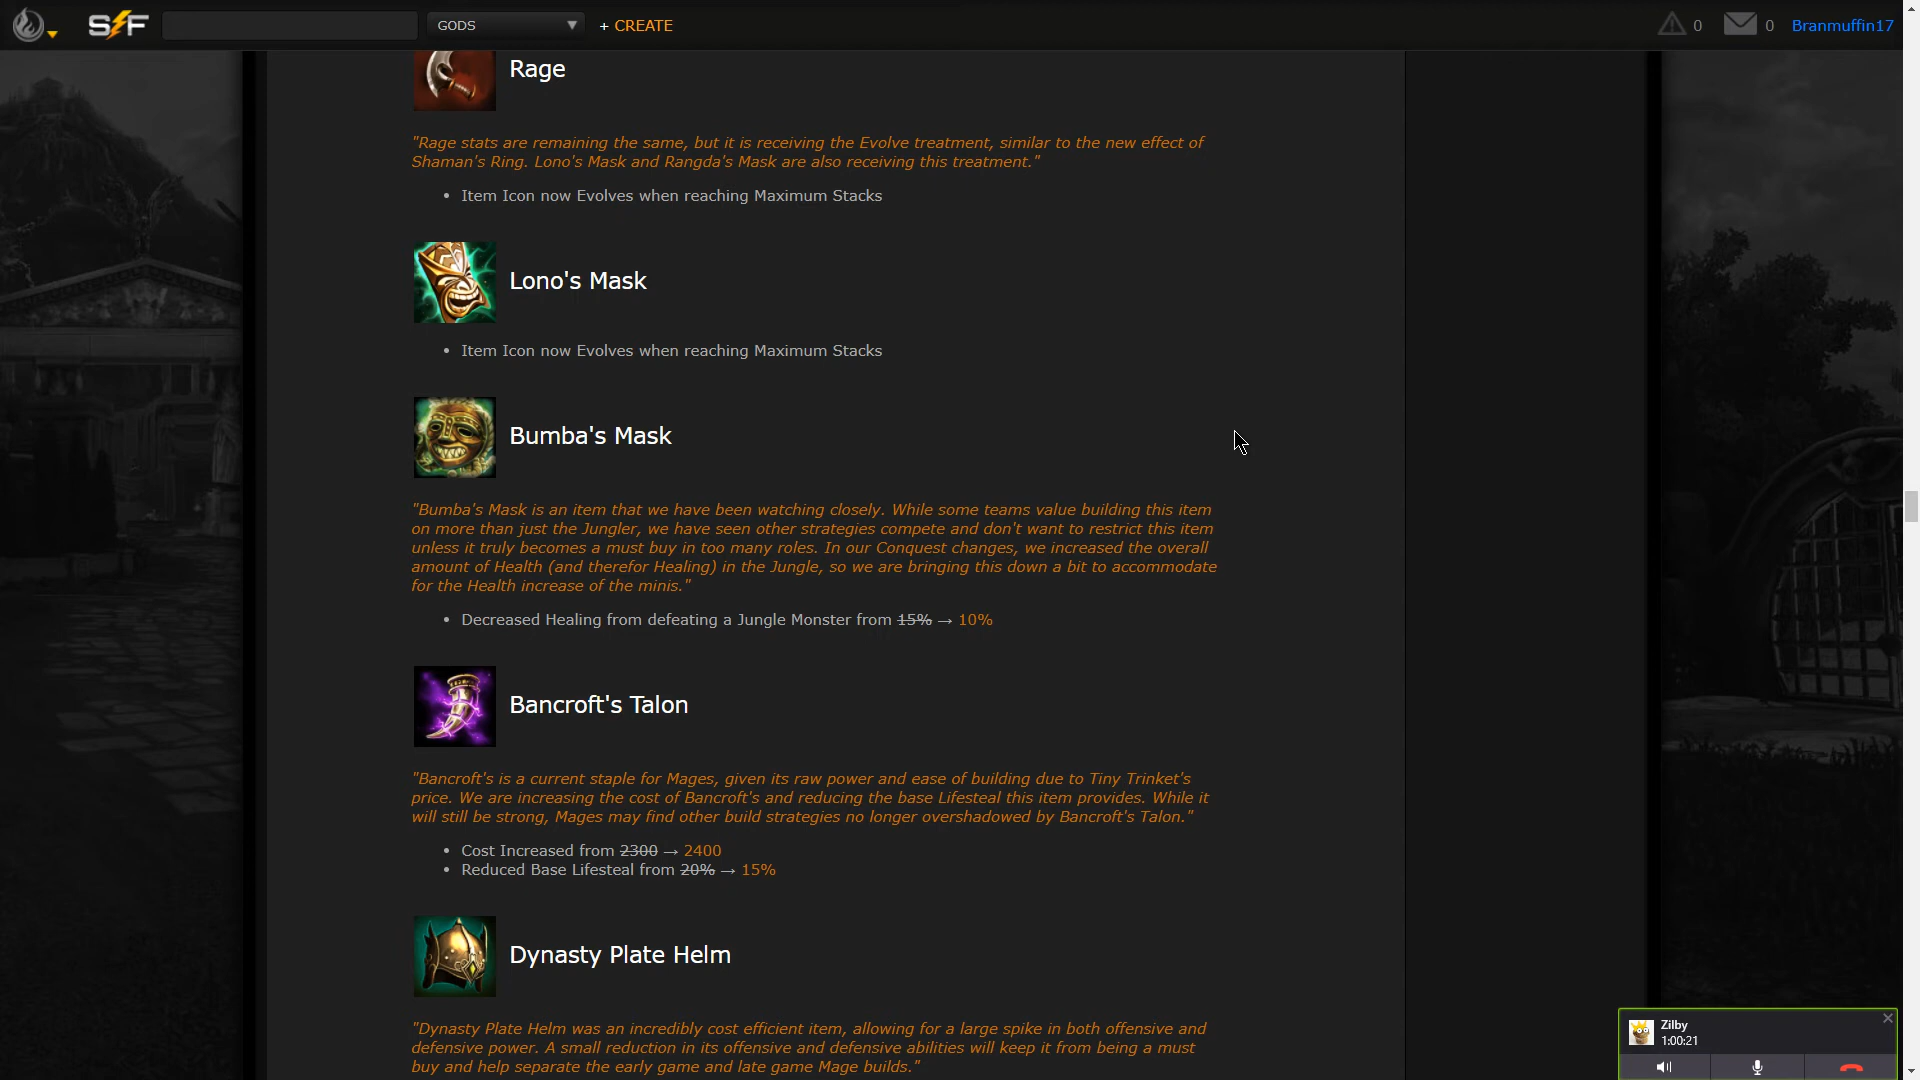 SF GODS + CREATE 0 0 Branmuffin17
Rage
"Rage stats are remaining the same, but it is receiving the Evolve treatment, similar to the new effect of
Shaman's Ring. Lono's Mask and Rangda's Mask are also receiving this treatment."
• Item Icon now Evolves when reaching Maximum Stacks
Lono's Mask
• Item Icon now Evolves when reaching Maximum Stacks
Bumba's Mask
"Bumba's Mask is an item that we have been watching closely. While some teams value building this item
on more than just the Jungler, we have seen other strategies compete and don't want to restrict this item
unless it truly becomes a must buy in too many roles. In our Conquest changes, we increased the overall
amount of Health (and therefor Healing) in the Jungle, so we are bringing this down a bit to accommodate
for the Health increase of the minis."
• Decreased Healing from defeating a Jungle Monster from 15% → 10%
Bancroft's Talon
"Bancroft's is a current staple for Mages, given its raw power and ease of building due to Tiny Trinket's
price. We are increasing the cost of Bancroft's and reducing the base Lifesteal this item provides. While it
will still be strong, Mages may find other build strategies no longer overshadowed by Bancroft's Talon."
• Cost Increased from 2300 → 2400
• Reduced Base Lifesteal from 20% → 15%
Dynasty Plate Helm
"Dynasty Plate Helm was an incredibly cost efficient item, allowing for a large spike in both offensive and
defensive power. A small reduction in its offensive and defensive abilities will keep it from being a must
buy and help separate the early game and late game Mage builds."
Zilby
1:00:21